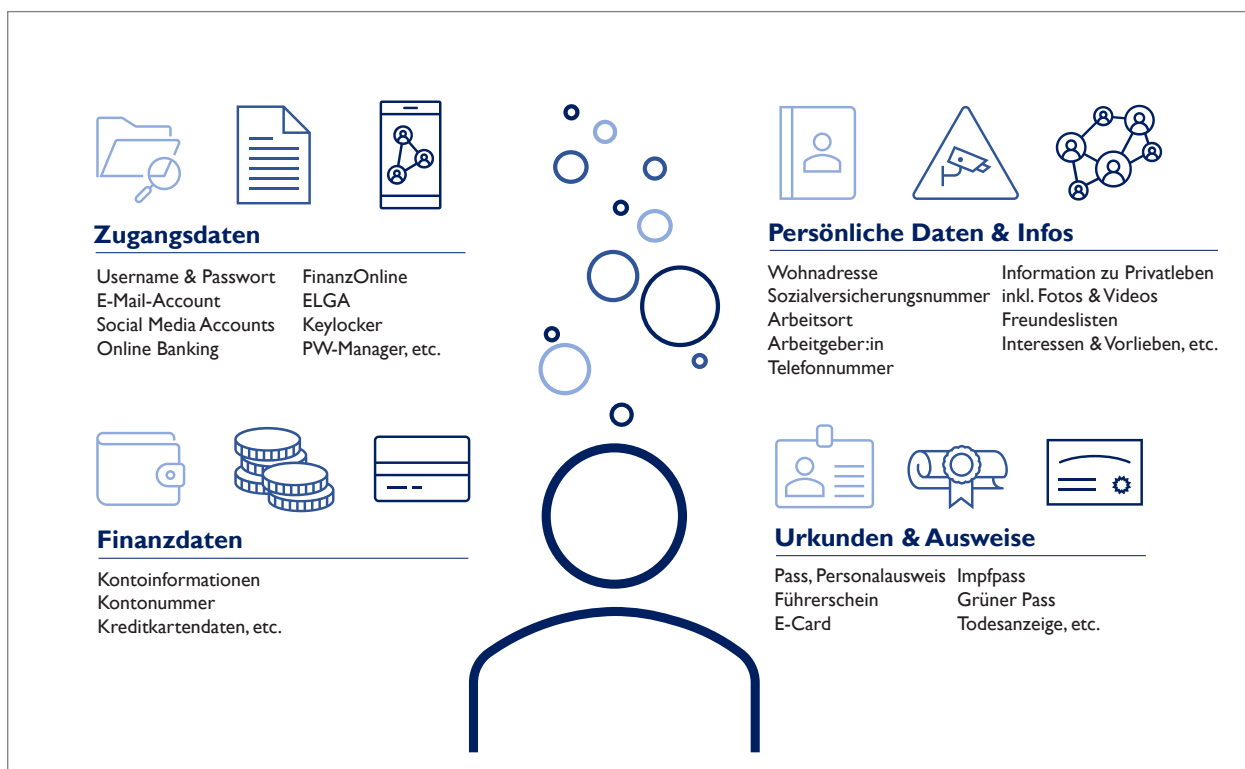 Zugangsdaten
Username & Passwort
E-Mail-Account
Social Media Accounts
Online Banking
FinanzOnline
ELGA
Keylocker
PW-Manager, etc.
Persönliche Daten & Infos
Wohnadresse
Sozialversicherungsnummer
Arbeitsort
Arbeitgeber:in
Telefonnummer
Information zu Privatleben
inkl. Fotos & Videos
Freundeslisten
Interessen & Vorlieben, etc.
Finanzdaten
Kontoinformationen
Kontonummer
Kreditkartendaten, etc.
Urkunden & Ausweise
Pass, Personalausweis
Führerschein
E-Card
Impfpass
Grüner Pass
Todesanzeige, etc.